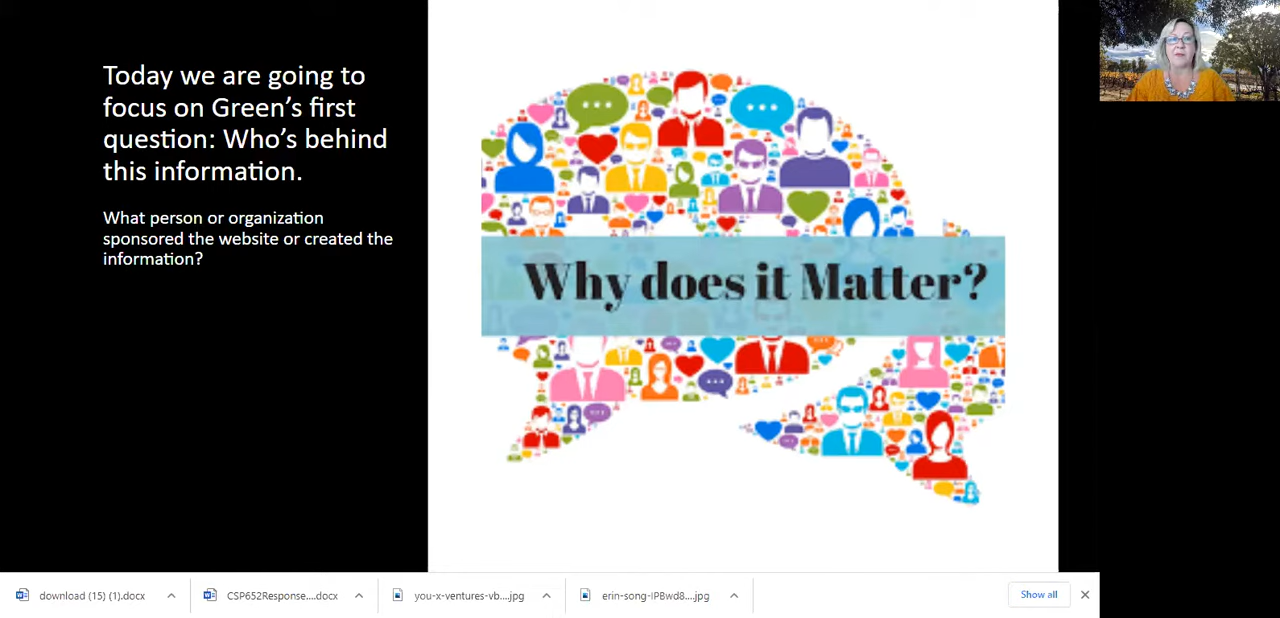 Today we are going to
focus on Green's first
question: Who's behind
this information.
What person or organization
sponsored the website or created the
information?
Why does it Matter?
download (15) (1).docx
CSP652Response....docx
you-x-ventures-vb....jpg
erin-song-IPBwd8....jpg
Show all